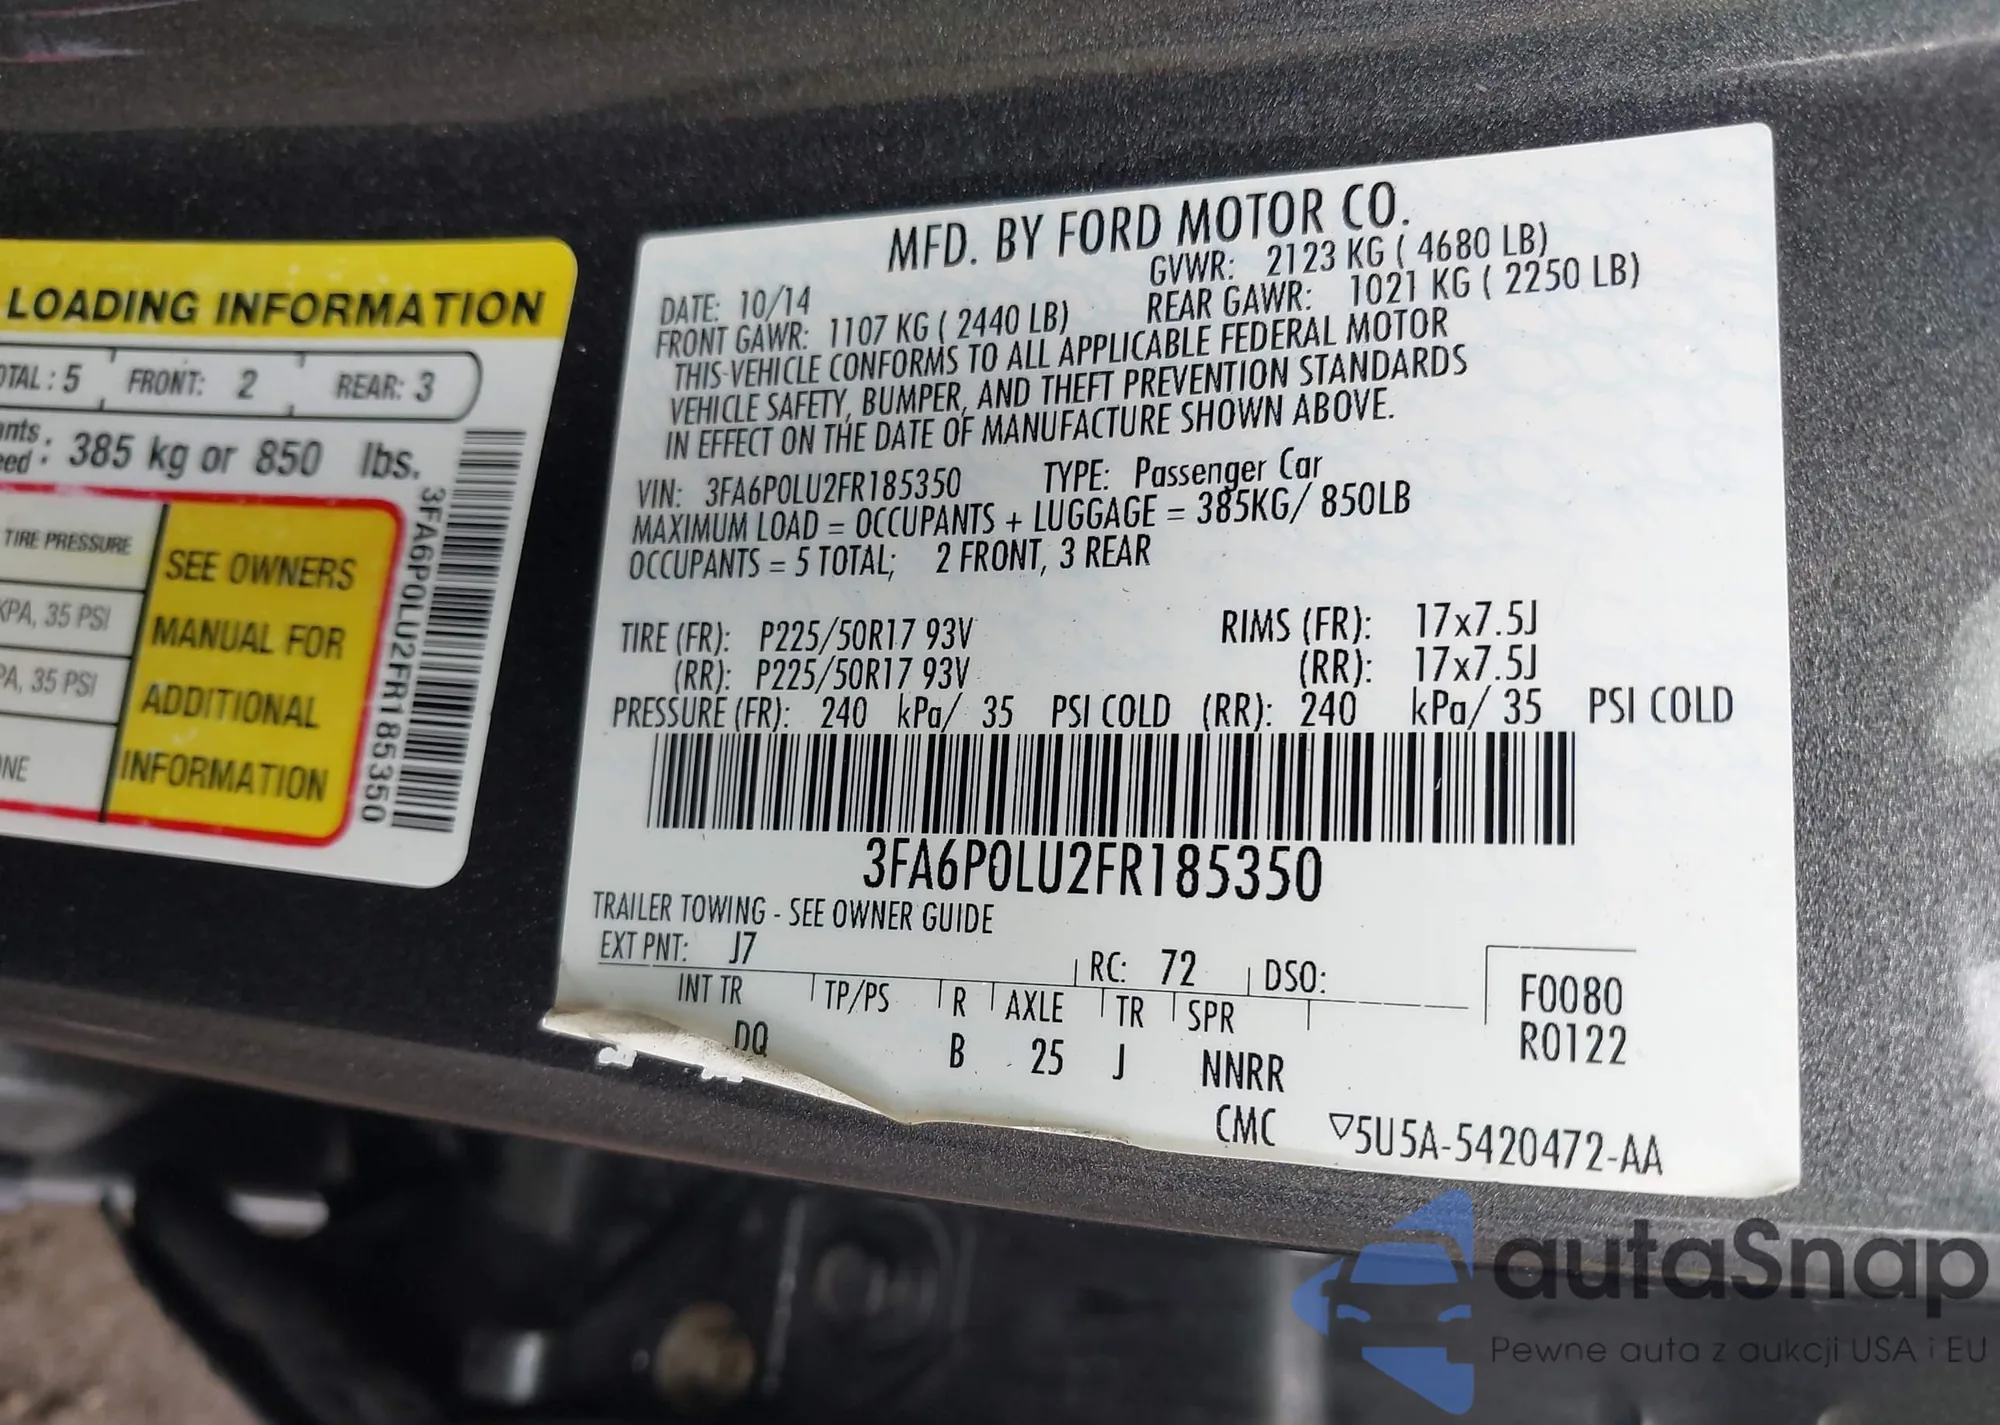 LOADING INFORMATION
OTAL : 5 FRONT: 2 REAR: 3
385 kg or 850 lbs.
TIRE PRESSURE
KPA, 35 PSI
PA, 35 PSI
SEE OWNERS
MANUAL FOR
ADDITIONAL
INFORMATION
3FA6P0LU2FR185350
MFD. BY FORD MOTOR CO.
DATE: 10/14 GVWR: 2123 KG ( 4680 LB)
FRONT GAWR: 1107 KG ( 2440 LB) REAR GAWR: 1021 KG ( 2250 LB)
THIS VEHICLE CONFORMS TO ALL APPLICABLE FEDERAL MOTOR
VEHICLE SAFETY, BUMPER, AND THEFT PREVENTION STANDARDS
IN EFFECT ON THE DATE OF MANUFACTURE SHOWN ABOVE.
VIN: 3FA6P0LU2FR185350 TYPE: Passenger Car
MAXIMUM LOAD = OCCUPANTS + LUGGAGE = 385KG/ 850LB
OCCUPANTS = 5 TOTAL; 2 FRONT, 3 REAR
TIRE (FR): P225/50R17 93V RIMS (FR): 17x7.5J
(RR): P225/50R17 93V (RR): 17x7.5J
PRESSURE (FR): 240 kPa/ 35 PSI COLD (RR): 240 kPa/ 35 PSI COLD
3FA6P0LU2FR185350
TRAILER TOWING - SEE OWNER GUIDE
EXT PNT: J7 RC: 72 DSO:
INT TR TP/PS R AXLE TR SPR
DQ B 25 J NNRR
F0080
R0122
CMC ▽5U5A-5420472-AA
autaSnap
Pewne auta z aukcji USA i EU